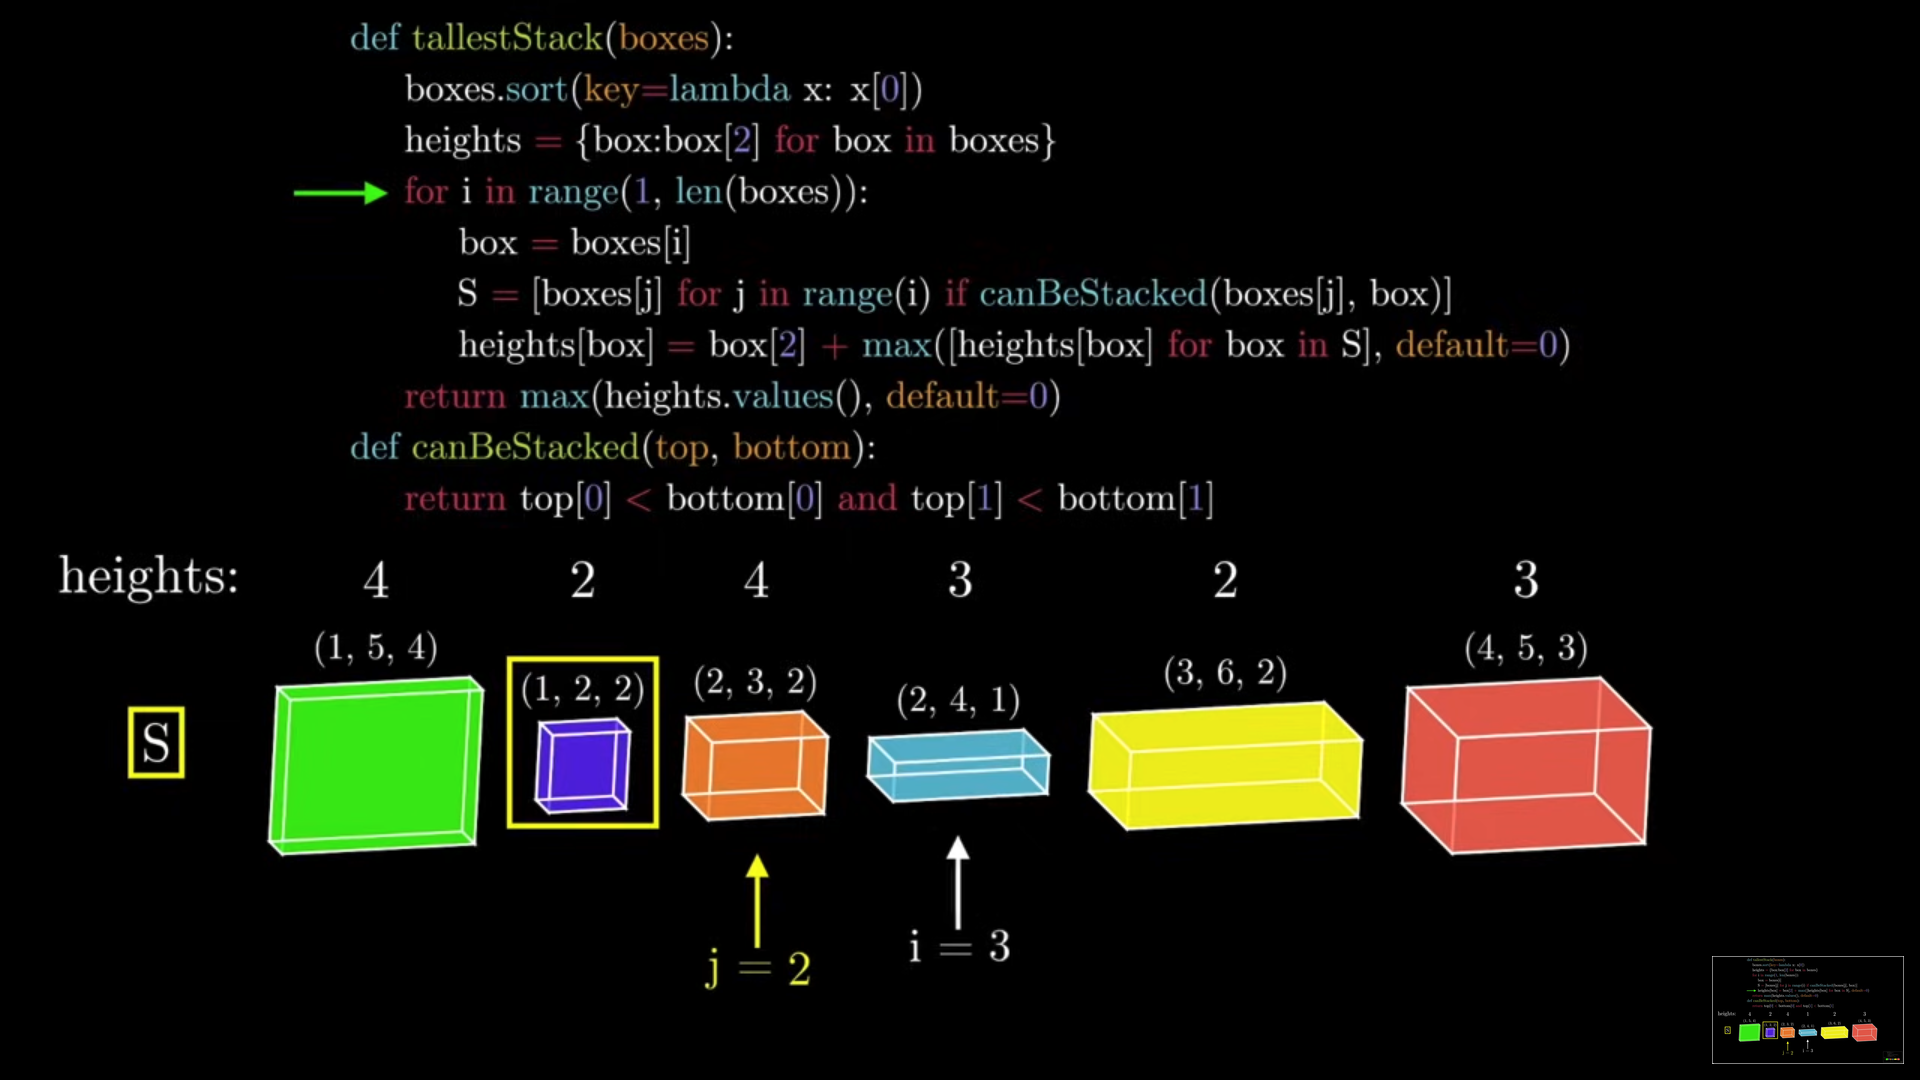 def tallestStack(boxes):
boxes.sort(key=lambda x: x[0])
heights = {box:box[2] for box in boxes}
for i in range(1, len(boxes)):
box = boxes[i]
S = [boxes[j] for j in range(i) if canBeStacked(boxes[j], box)]
heights[box] = box[2] + max([heights[box] for box in S], default=0)
return max(heights.values(), default=0)
def canBeStacked(top, bottom):
return top[0] < bottom[0] and top[1] < bottom[1]
heights: 4 2 4 3 2 3
(1, 5, 4) (1, 2, 2) (2, 3, 2) (2, 4, 1) (3, 6, 2) (4, 5, 3)
S
j = 2 i = 3